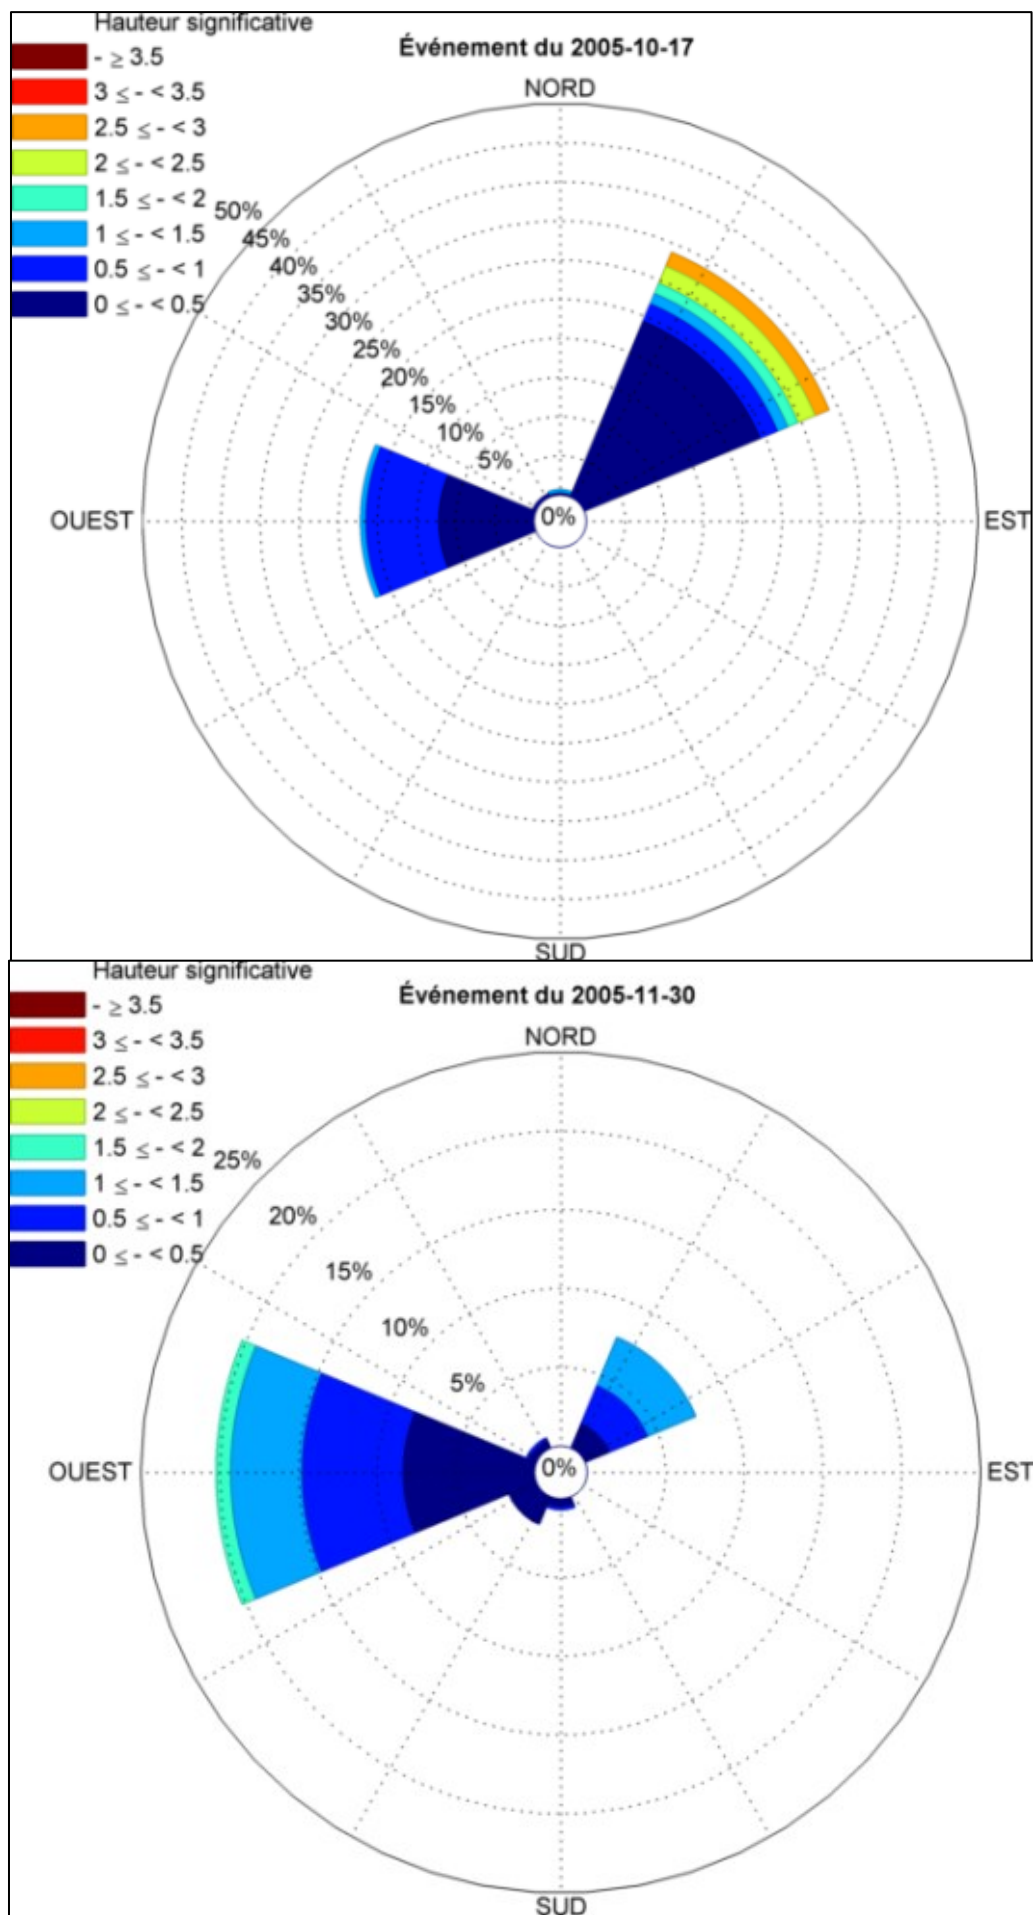 Hauteur significative
- ≥ 3.5
3 ≤ - < 3.5
2.5 ≤ - < 3
2 ≤ - < 2.5
1.5 ≤ - < 2
1 ≤ - < 1.5
0.5 ≤ - < 1
0 ≤ - < 0.5
Événement du 2005-10-17
NORD
50%
45%
40%
35%
30%
25%
20%
15%
10%
5%
0%
OUEST
EST
SUD
Hauteur significative
- ≥ 3.5
3 ≤ - < 3.5
2.5 ≤ - < 3
2 ≤ - < 2.5
1.5 ≤ - < 2
1 ≤ - < 1.5
0.5 ≤ - < 1
0 ≤ - < 0.5
Événement du 2005-11-30
NORD
25%
20%
15%
10%
5%
0%
OUEST
EST
SUD